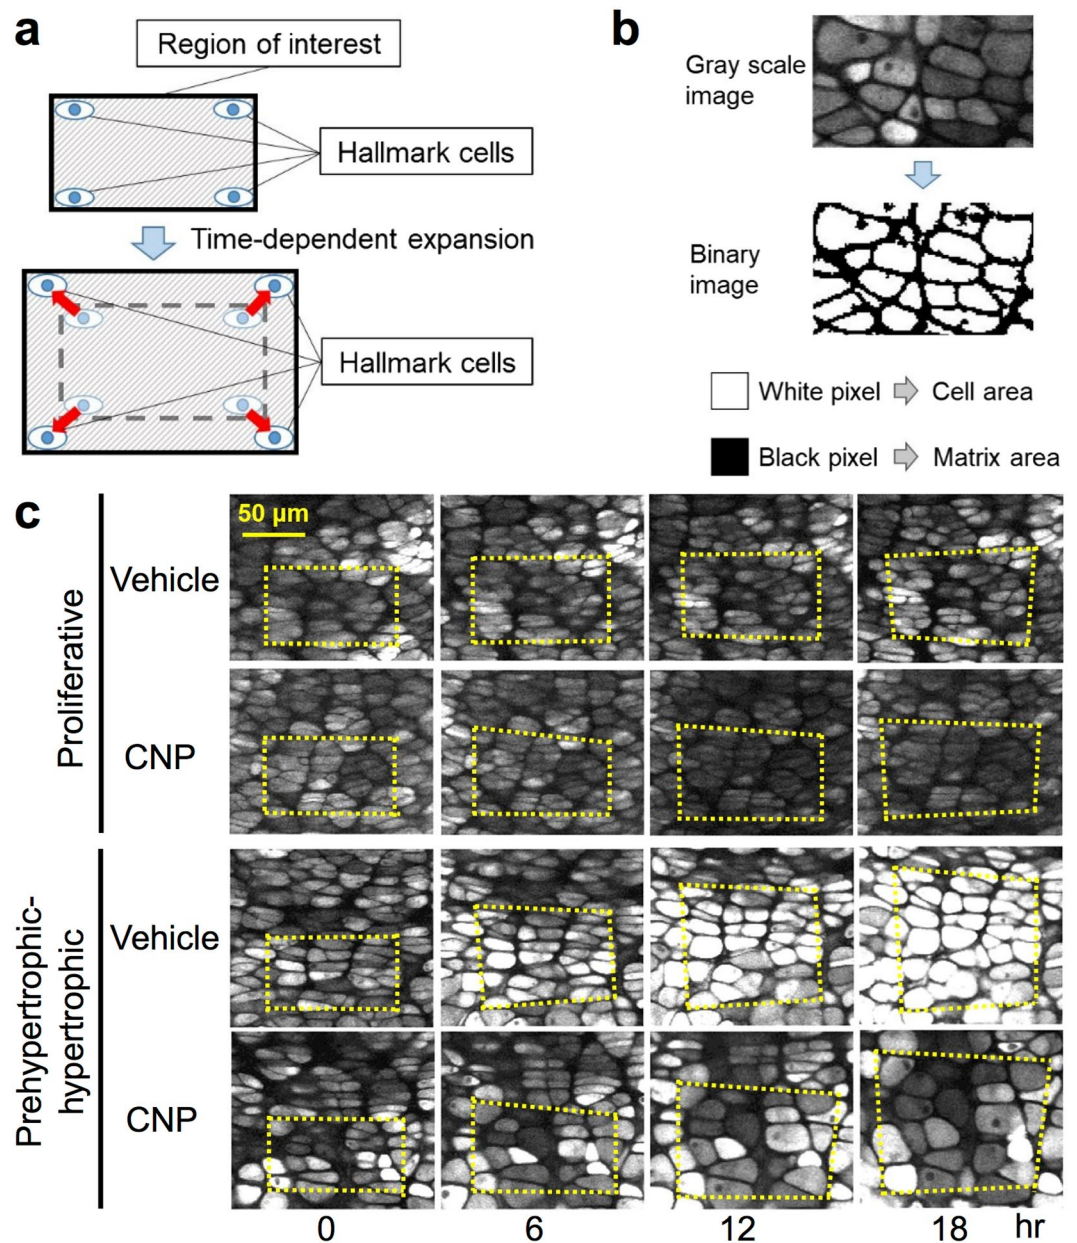 a
Region of interest
Hallmark cells
Time-dependent expansion
Hallmark cells
b
Gray scale
image
Binary
image
White pixel
Cell area
Black pixel
Matrix area
c
50 µm
Proliferative
Vehicle
CNP
Prehypertrophic-
hypertrophic
Vehicle
CNP
0 6 12 18 hr